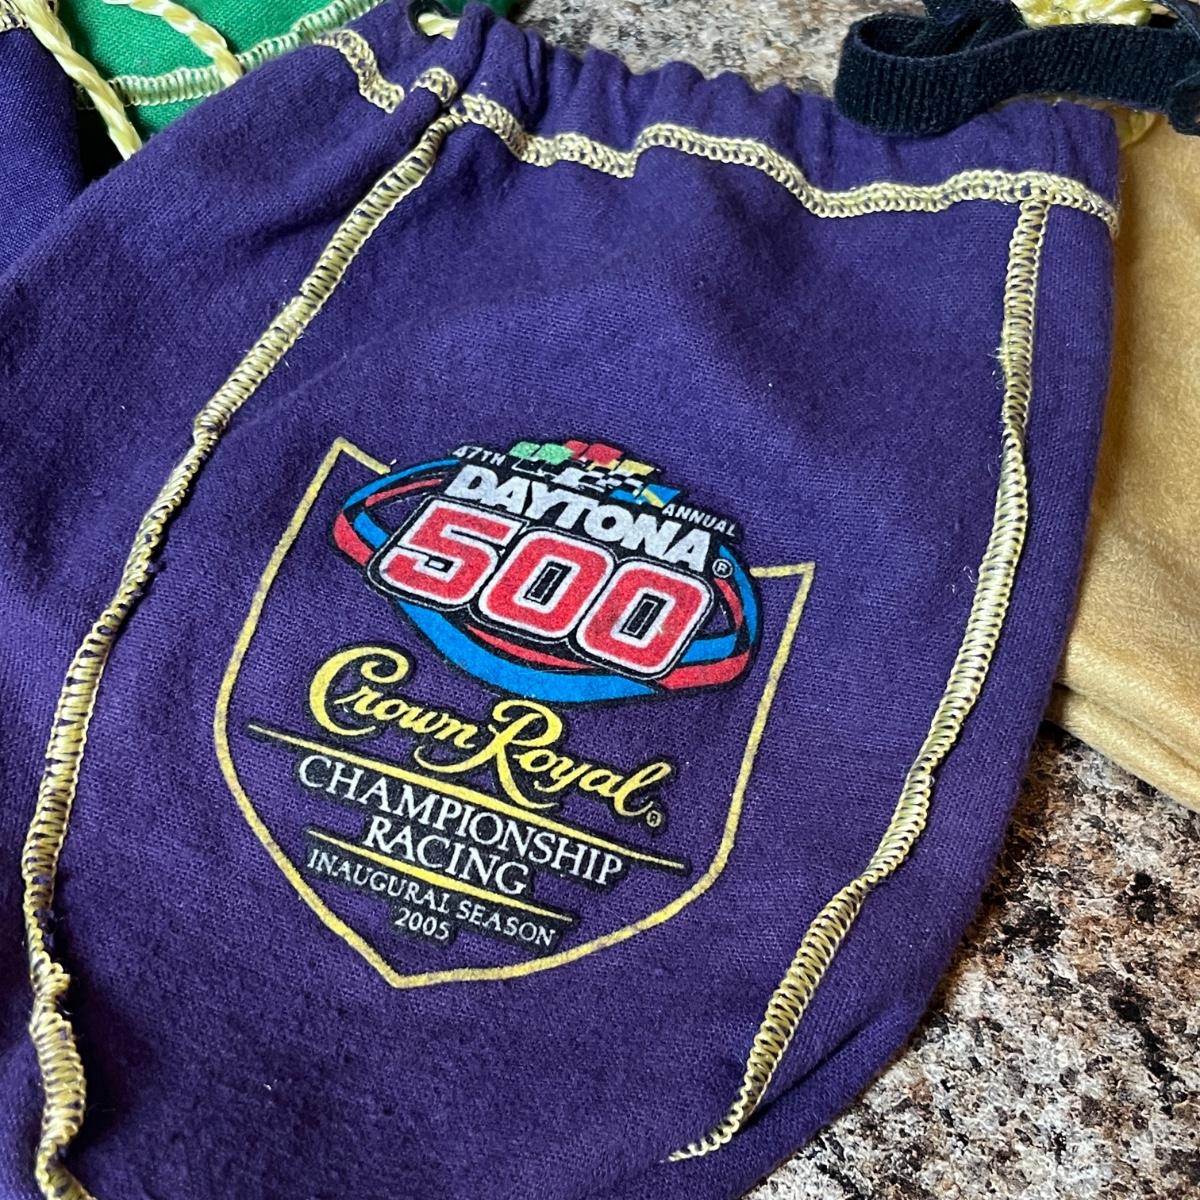 47TH ANNUAL
DAYTONA®
500
Crown Royal®
CHAMPIONSHIP
RACING
INAUGURAL SEASON
2005